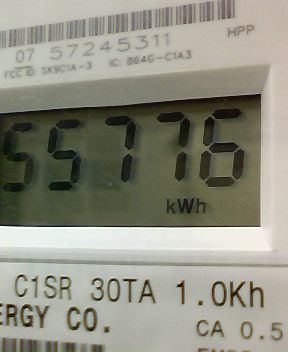 07 57245311
HPP
FCC ID: SK9C1A-3 IC: 864G-C1A3
55776
kWh
C1SR 30TA 1.0Kh
ERGY CO.
CA 0.5